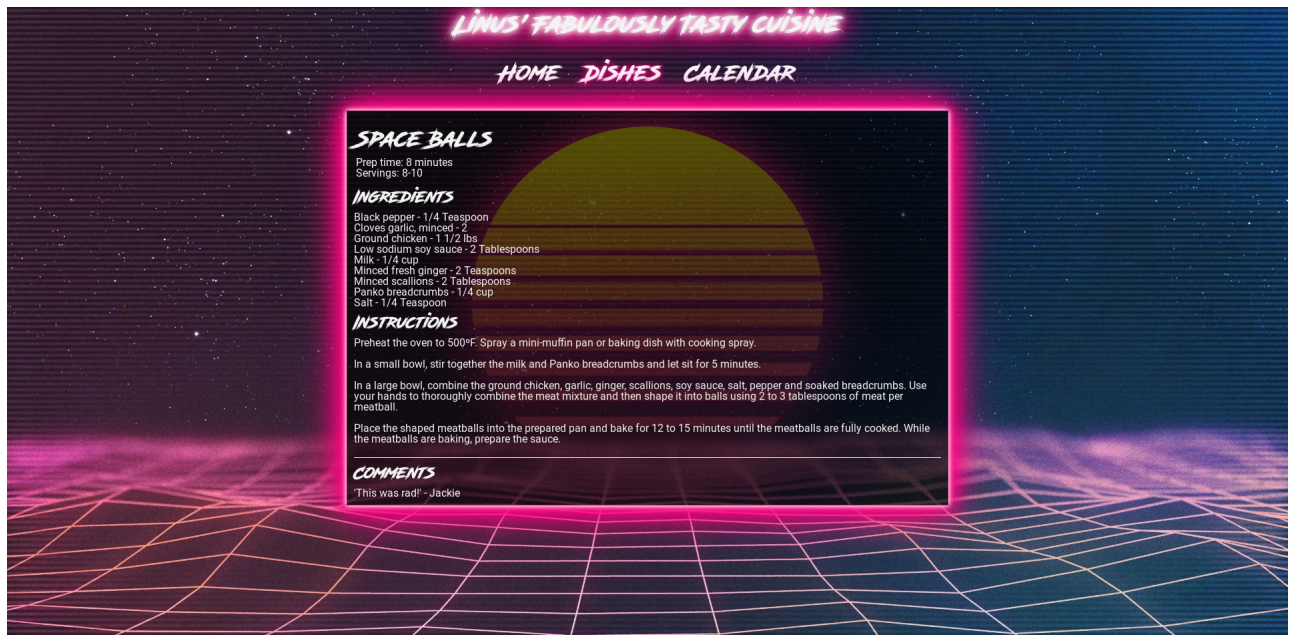 Linus' Fabulously Tasty Cuisine
Home Dishes Calendar
Space Balls
Prep time: 8 minutes
Servings: 8-10
Ingredients
Black pepper - 1/4 Teaspoon
Cloves garlic, minced - 2
Ground chicken - 1 1/2 lbs
Low sodium soy sauce - 2 Tablespoons
Milk - 1/4 cup
Minced fresh ginger - 2 Teaspoons
Minced scallions - 2 Tablespoons
Panko breadcrumbs - 1/4 cup
Salt - 1/4 Teaspoon
Instructions
Preheat the oven to 500ºF. Spray a mini-muffin pan or baking dish with cooking spray.
In a small bowl, stir together the milk and Panko breadcrumbs and let sit for 5 minutes.
In a large bowl, combine the ground chicken, garlic, ginger, scallions, soy sauce, salt, pepper and soaked breadcrumbs. Use
your hands to thoroughly combine the meat mixture and then shape it into balls using 2 to 3 tablespoons of meat per
meatball.
Place the shaped meatballs into the prepared pan and bake for 12 to 15 minutes until the meatballs are fully cooked. While
the meatballs are baking, prepare the sauce.
Comments
'This was rad!' - Jackie